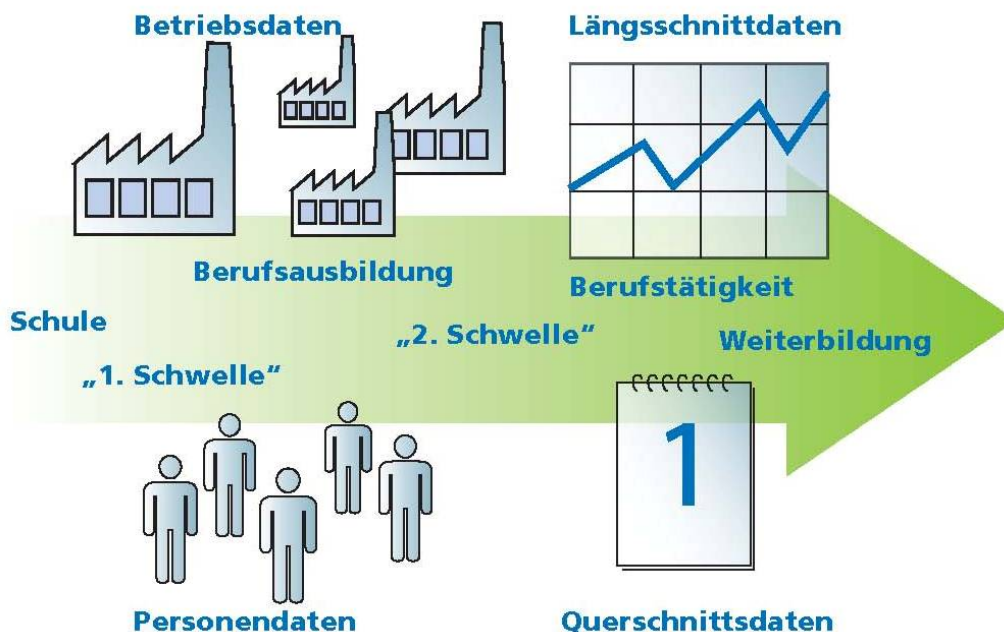 Betriebsdaten
Längsschnittdaten
Berufsausbildung
Berufstätigkeit
Schule
„2. Schwelle“
Weiterbildung
„1. Schwelle“
1
Personendaten
Querschnittsdaten